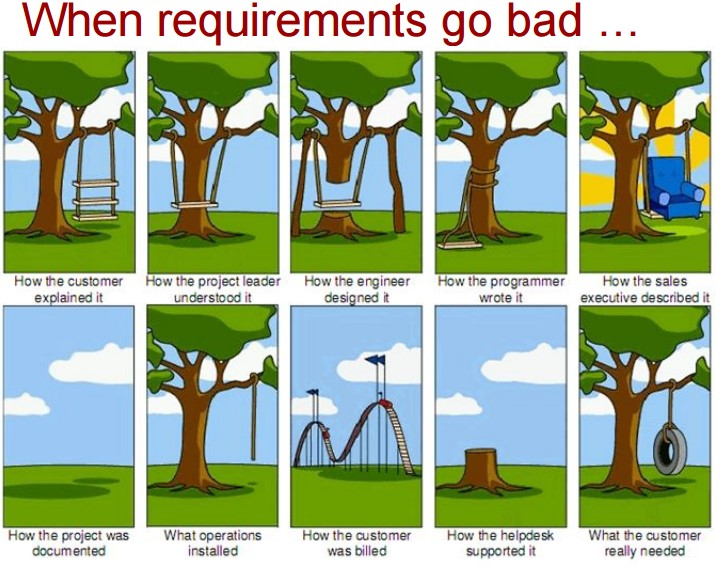 When requirements go bad ...
How the customer
explained it
How the project leader
understood it
How the engineer
designed it
How the programmer
wrote it
How the sales
executive described it
How the project was
documented
What operations
installed
How the customer
was billed
How the helpdesk
supported it
What the customer
really needed